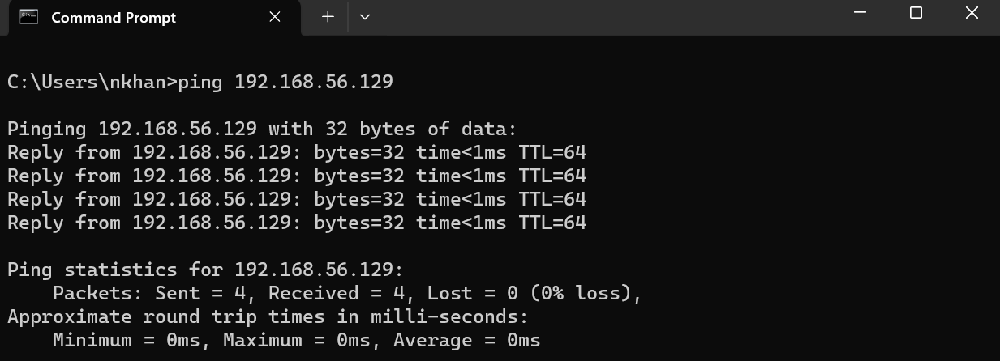 Command Prompt
C:\Users\nkhan>ping 192.168.56.129
Pinging 192.168.56.129 with 32 bytes of data:
Reply from 192.168.56.129: bytes=32 time<1ms TTL=64
Reply from 192.168.56.129: bytes=32 time<1ms TTL=64
Reply from 192.168.56.129: bytes=32 time<1ms TTL=64
Reply from 192.168.56.129: bytes=32 time<1ms TTL=64
Ping statistics for 192.168.56.129:
    Packets: Sent = 4, Received = 4, Lost = 0 (0% loss),
Approximate round trip times in milli-seconds:
    Minimum = 0ms, Maximum = 0ms, Average = 0ms